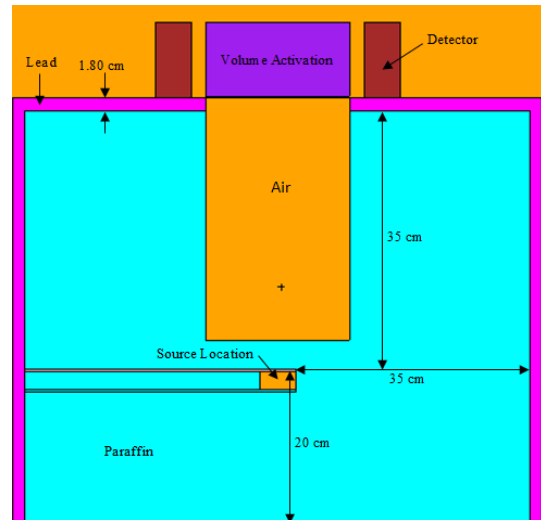 Detector
Volume Activation
Lead
1.80 cm
Air
35 cm
Source Location
35 cm
20 cm
Paraffin